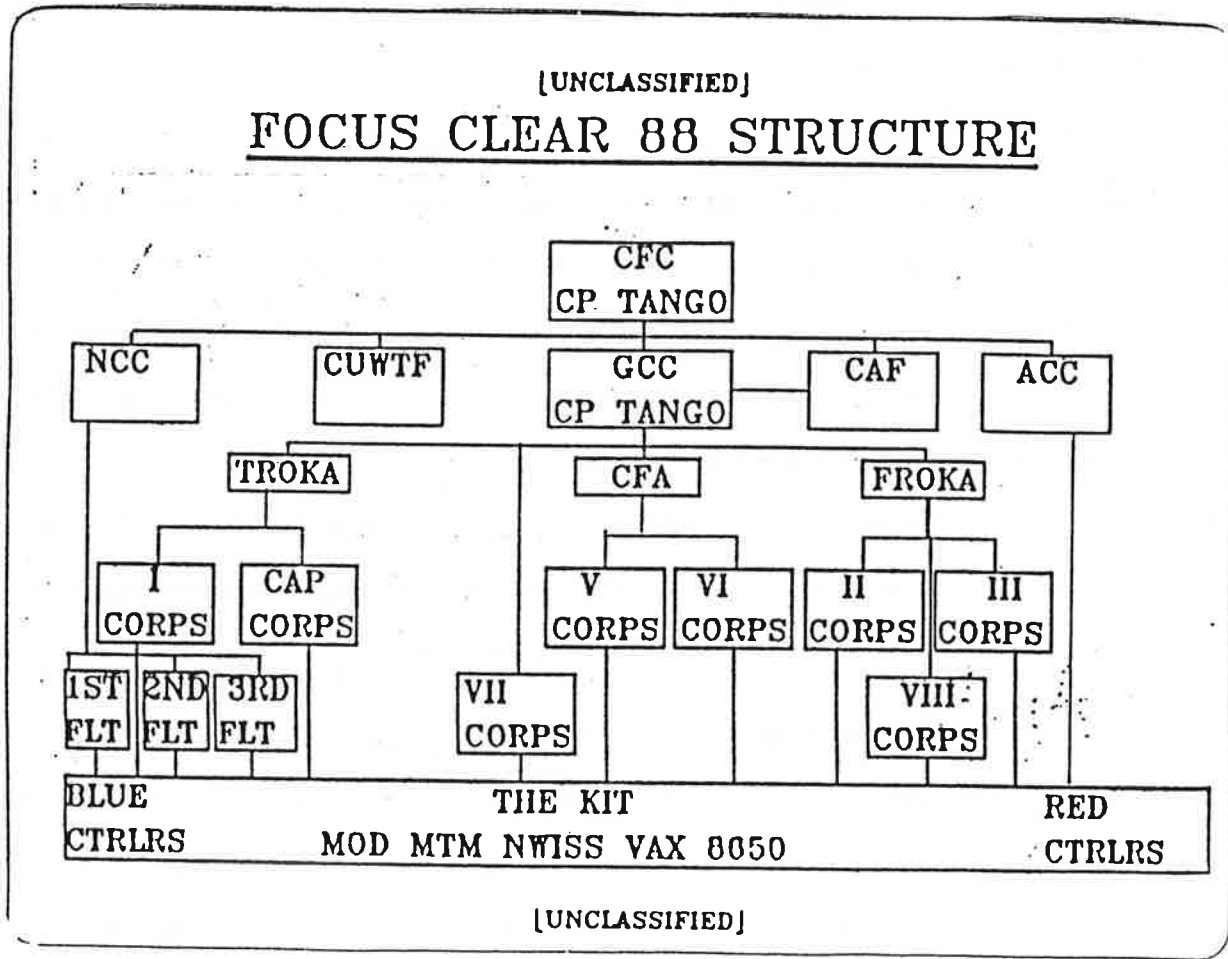 [UNCLASSIFIED]
FOCUS CLEAR 88 STRUCTURE
CFC
CP TANGO
NCC
CUWTF
GCC
CP TANGO
CAF
ACC
TROKA
CFA
FROKA
I
CORPS
CAP
CORPS
V
CORPS
VI
CORPS
II
CORPS
III
CORPS
1ST
FLT
2ND
FLT
3RD
FLT
VII
CORPS
VIII
CORPS
BLUE
CTRLRS
THE KIT
MOD MTM NWISS VAX 8650
RED
CTRLRS
[UNCLASSIFIED]